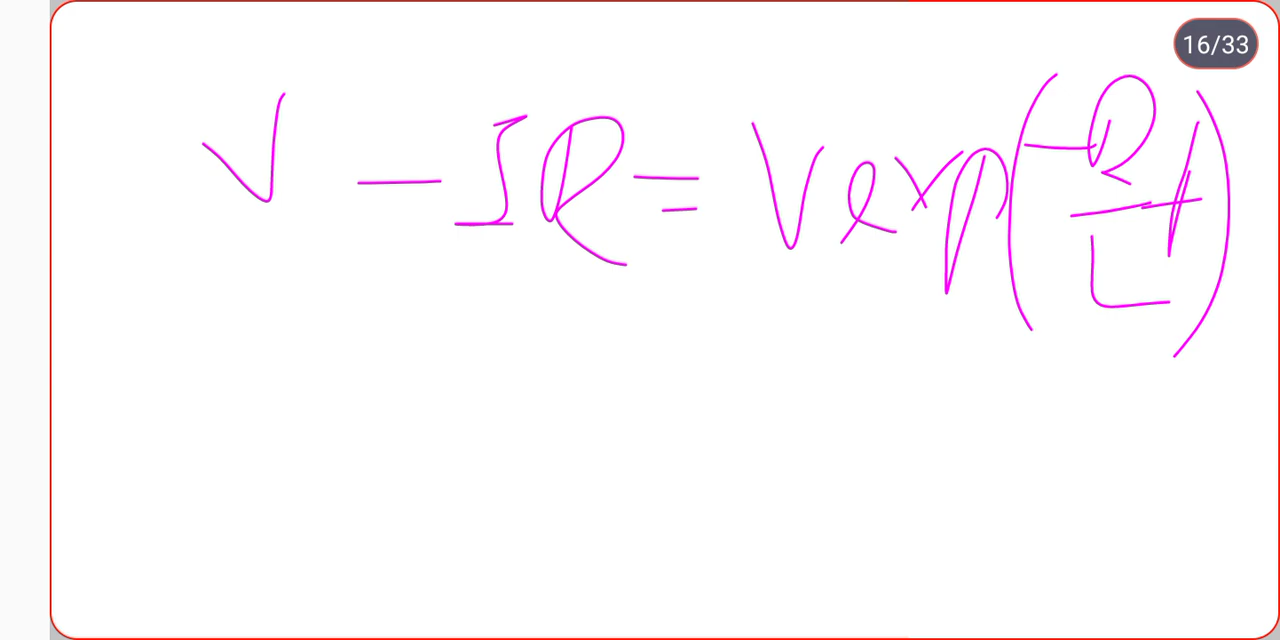 16/33
V - IR = V exp(-R/L t)